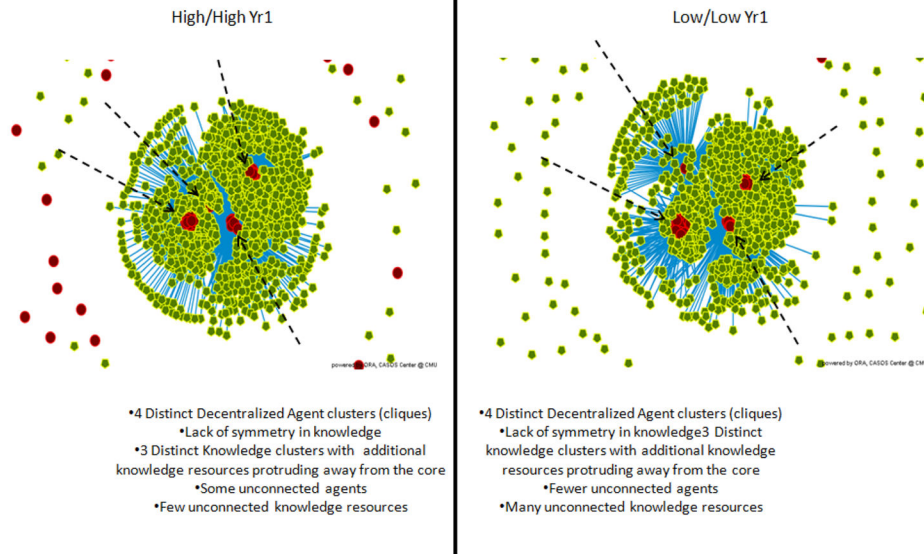 High/High Yr1
powered by ORA, CASOS Center @ CMU
•4 Distinct Decentralized Agent clusters (cliques)
•Lack of symmetry in knowledge
•3 Distinct Knowledge clusters with additional
knowledge resources protruding away from the core
•Some unconnected agents
•Few unconnected knowledge resources
Low/Low Yr1
powered by ORA, CASOS Center @ CM
•4 Distinct Decentralized Agent clusters (cliques)
•Lack of symmetry in knowledge3 Distinct
knowledge clusters with additional knowledge
resources protruding away from the core
•Fewer unconnected agents
•Many unconnected knowledge resources